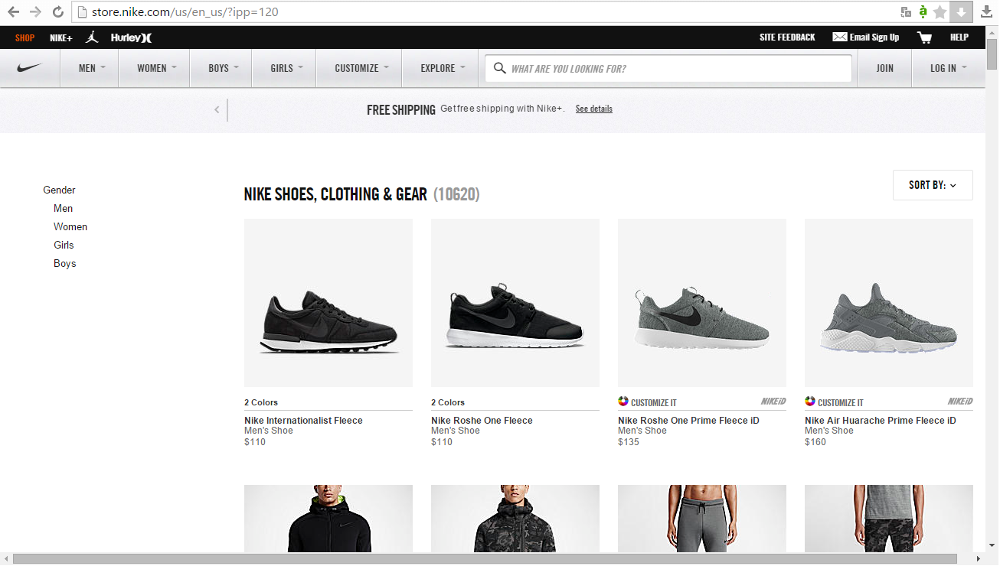 store.nike.com/us/en_us/?ipp=120
SHOP NIKE+ Hurley SITE FEEDBACK Email Sign Up HELP
MEN WOMEN BOYS GIRLS CUSTOMIZE EXPLORE WHAT ARE YOU LOOKING FOR? JOIN LOG IN
FREE SHIPPING Get free shipping with Nike+. See details
Gender
Men
Women
Girls
Boys
NIKE SHOES, CLOTHING & GEAR (10620)
SORT BY:
2 Colors
Nike Internationalist Fleece
Men's Shoe
$110
2 Colors
Nike Roshe One Fleece
Men's Shoe
$110
CUSTOMIZE IT NIKEiD
Nike Roshe One Prime Fleece iD
Men's Shoe
$135
CUSTOMIZE IT NIKEiD
Nike Air Huarache Prime Fleece iD
Men's Shoe
$160